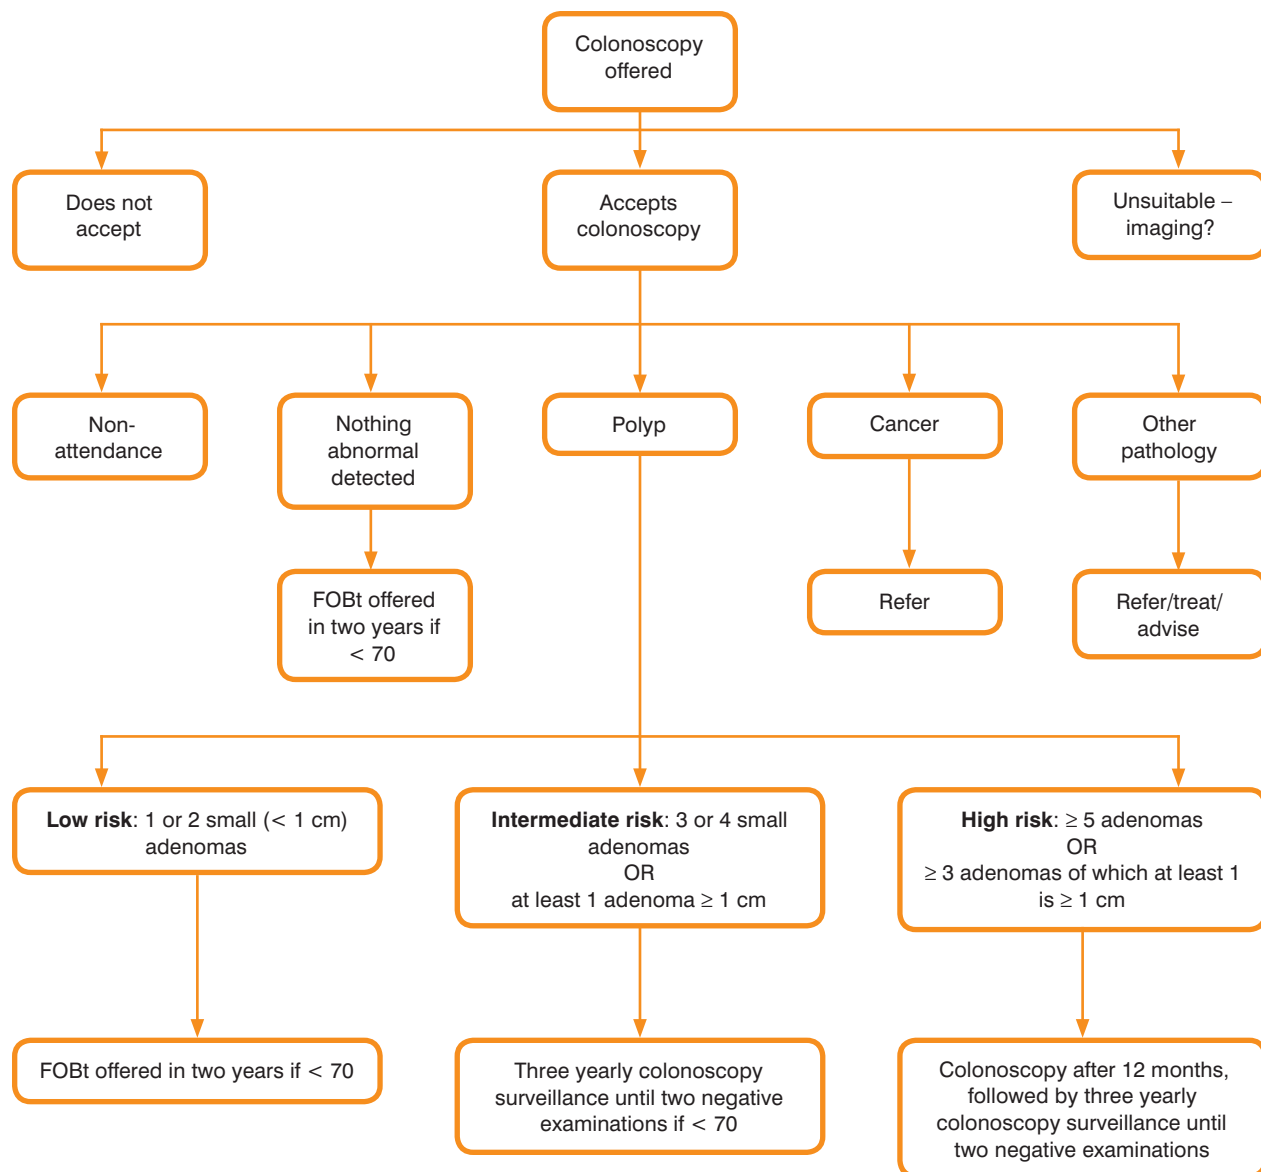 Colonoscopy
offered
Does not
accept
Accepts
colonoscopy
Unsuitable –
imaging?
Non-
attendance
Nothing
abnormal
detected
Polyp
Cancer
Other
pathology
FOBt offered
in two years if
< 70
Refer
Refer/treat/
advise
Low risk: 1 or 2 small (< 1 cm)
adenomas
Intermediate risk: 3 or 4 small
adenomas
OR
at least 1 adenoma ≥ 1 cm
High risk: ≥ 5 adenomas
OR
≥ 3 adenomas of which at least 1
is ≥ 1 cm
FOBt offered in two years if < 70
Three yearly colonoscopy
surveillance until two negative
examinations if < 70
Colonoscopy after 12 months,
followed by three yearly
colonoscopy surveillance until
two negative examinations